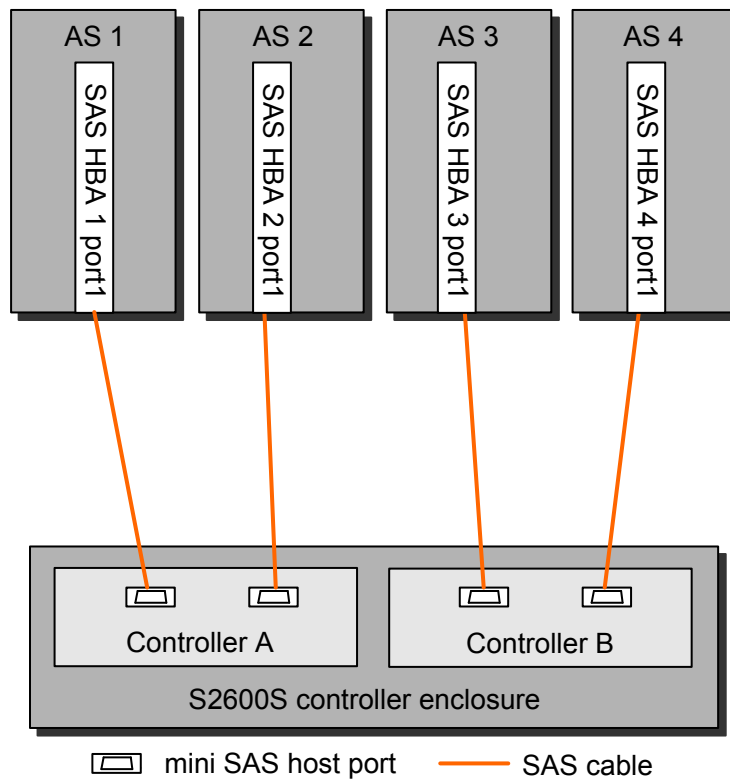 AS 1
AS 2
AS 3
AS 4
SAS HBA 1 port1
SAS HBA 2 port1
SAS HBA 3 port1
SAS HBA 4 port1
Controller A
Controller B
S2600S controller enclosure
mini SAS host port
SAS cable